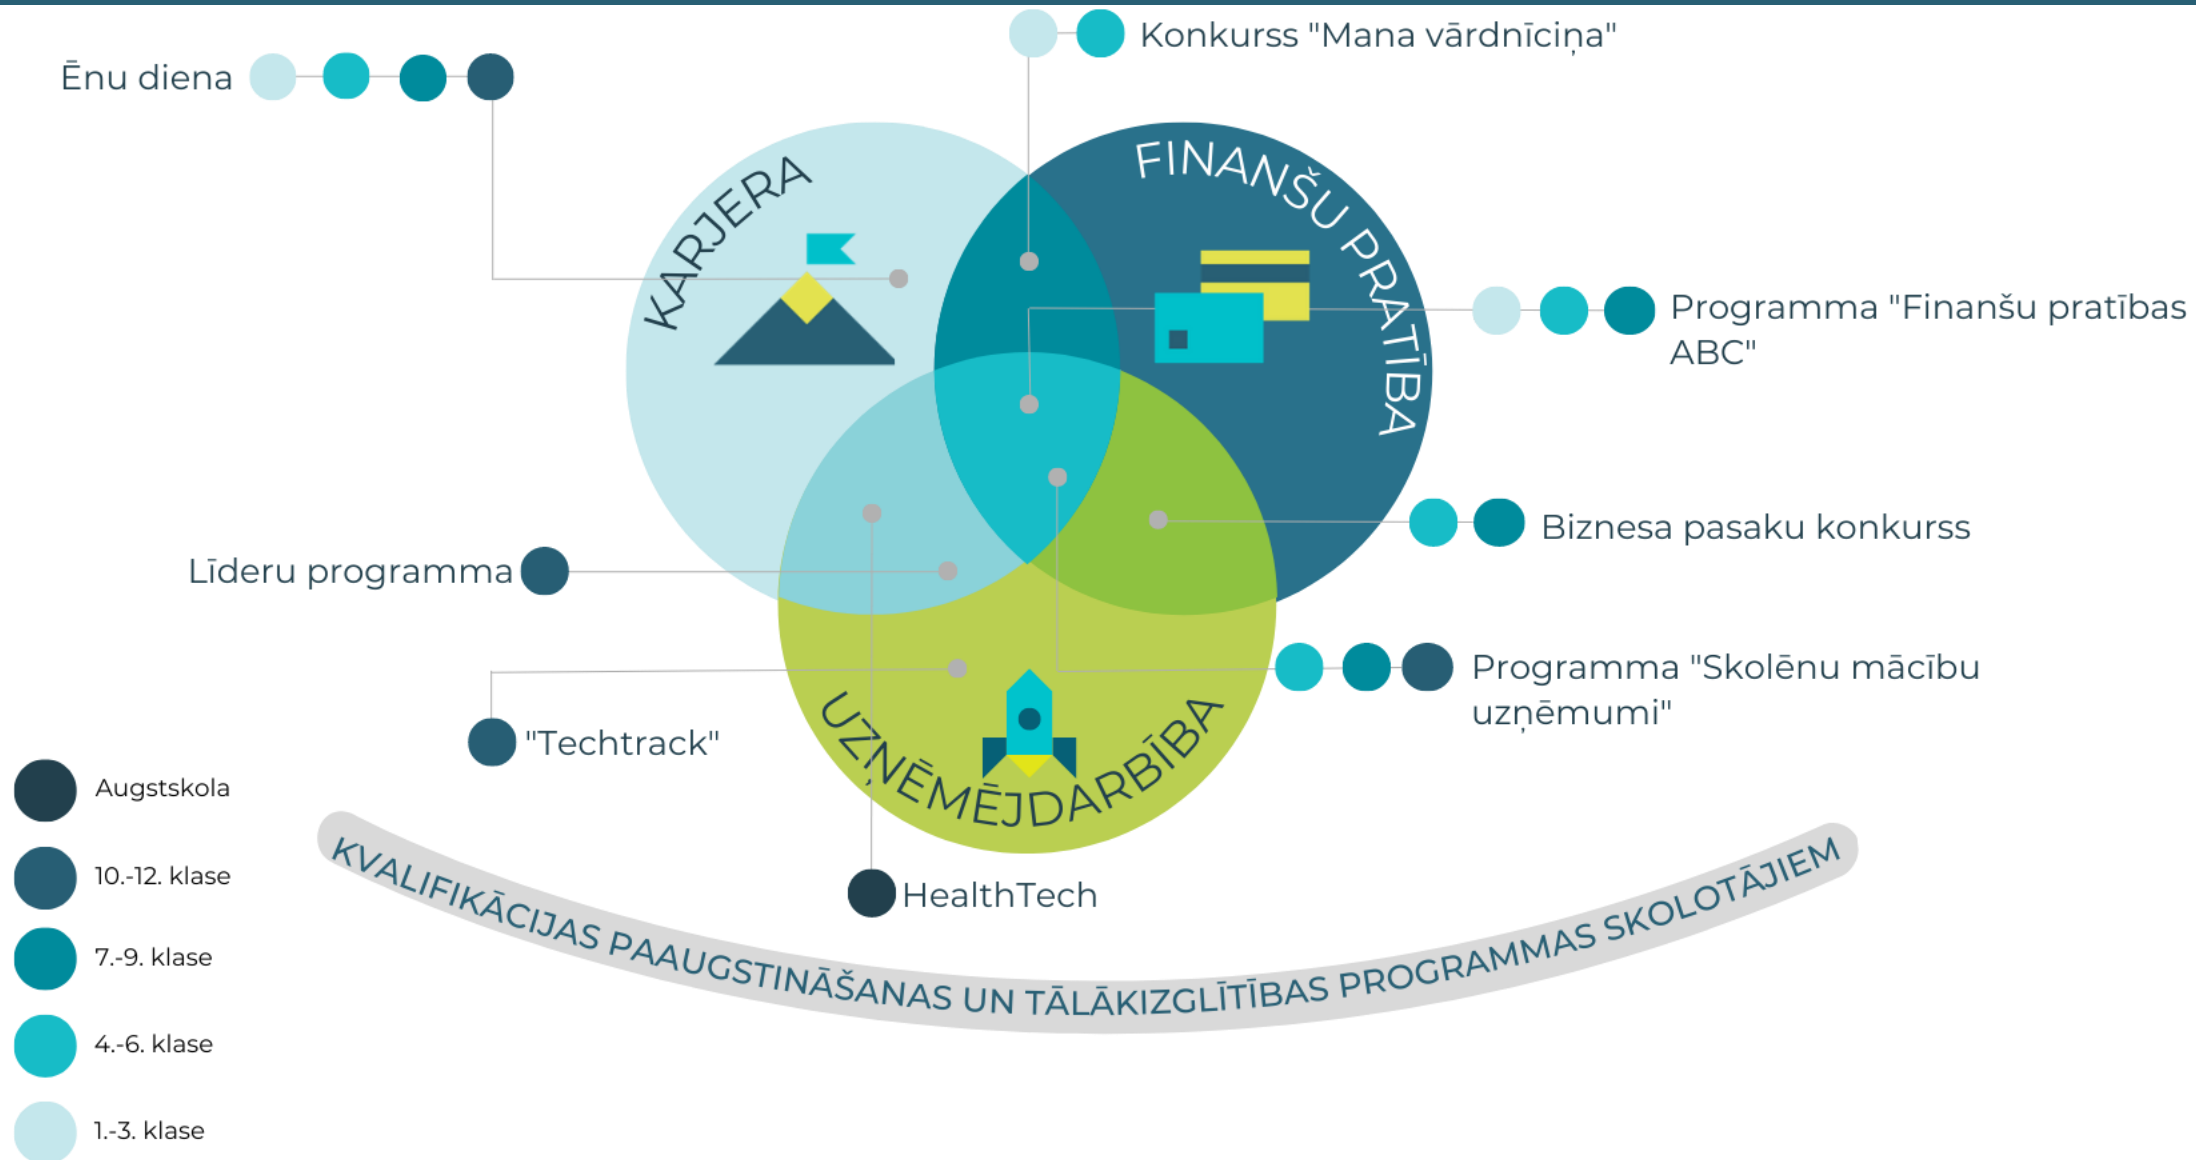 Konkurss "Mana vārdnīciņa"
Ēnu diena
KARJERA
FINANŠU PRATĪBA
Programma "Finanšu pratības
ABC"
Biznesa pasaku konkurss
Līderu programma
Programma "Skolēnu mācību
uzņēmumi"
"Techtrack"
UZŅĒMĒJDARBĪBA
HealthTech
Augstskola
10.-12. klase
7.-9. klase
4.-6. klase
1.-3. klase
KVALIFIKĀCIJAS PAAUGSTINĀŠANAS UN TĀLĀKIZGLĪTĪBAS PROGRAMMAS SKOLOTĀJIEM